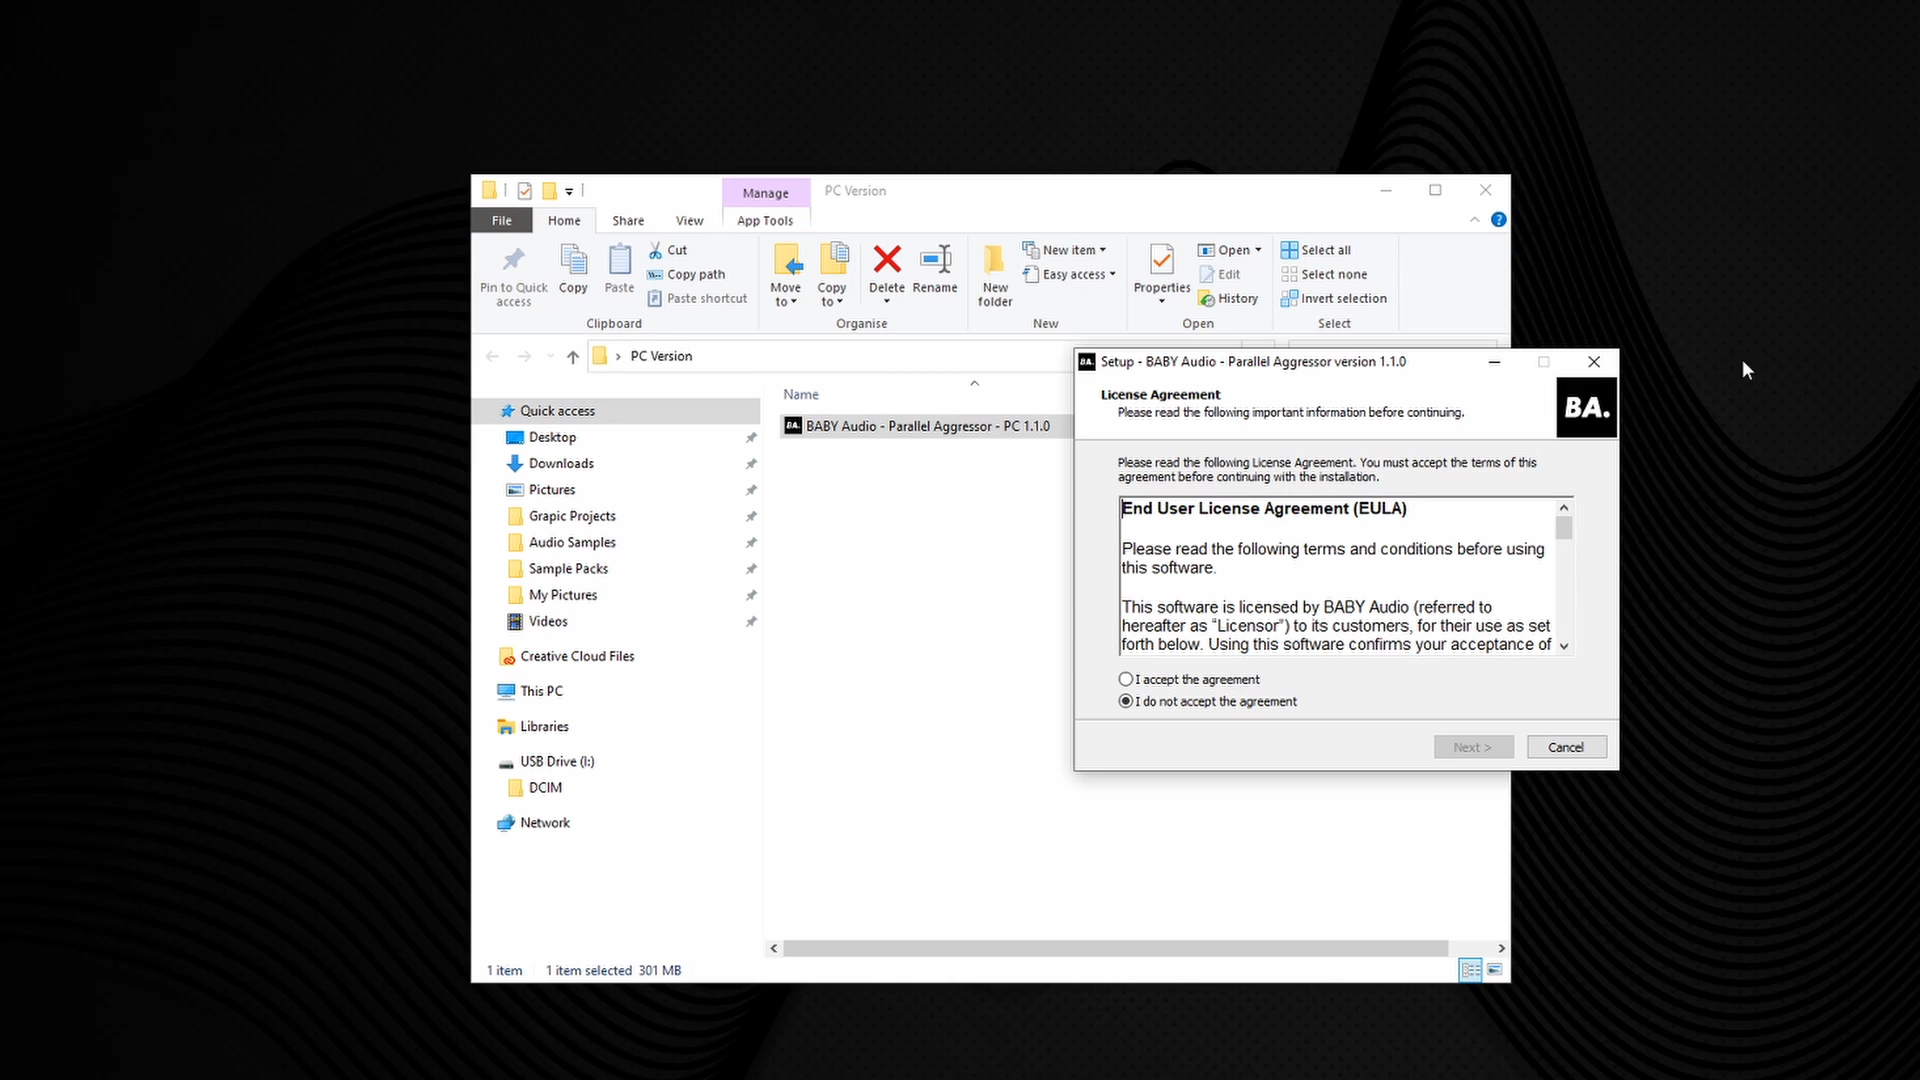 Manage
PC Version
File
Home
Share
View
App Tools
Pin to Quick access
Copy
Paste
Cut
Copy path
Paste shortcut
Clipboard
Move to
Copy to
Delete
Rename
Organise
New folder
New item
Easy access
New
Properties
Open
Edit
History
Open
Select all
Select none
Invert selection
Select
PC Version
Quick access
Desktop
Downloads
Pictures
Grapic Projects
Audio Samples
Sample Packs
My Pictures
Videos
Creative Cloud Files
This PC
Libraries
USB Drive (I:)
DCIM
Network
Name
BA. BABY Audio - Parallel Aggressor - PC 1.1.0
1 item
1 item selected 301 MB
BA. Setup - BABY Audio - Parallel Aggressor version 1.1.0
License Agreement
Please read the following important information before continuing.
BA.
Please read the following License Agreement. You must accept the terms of this
agreement before continuing with the installation.
End User License Agreement (EULA)
Please read the following terms and conditions before using
this software.
This software is licensed by BABY Audio (referred to
hereafter as “Licensor”) to its customers, for their use as set
forth below. Using this software confirms your acceptance of
I accept the agreement
I do not accept the agreement
Next >
Cancel